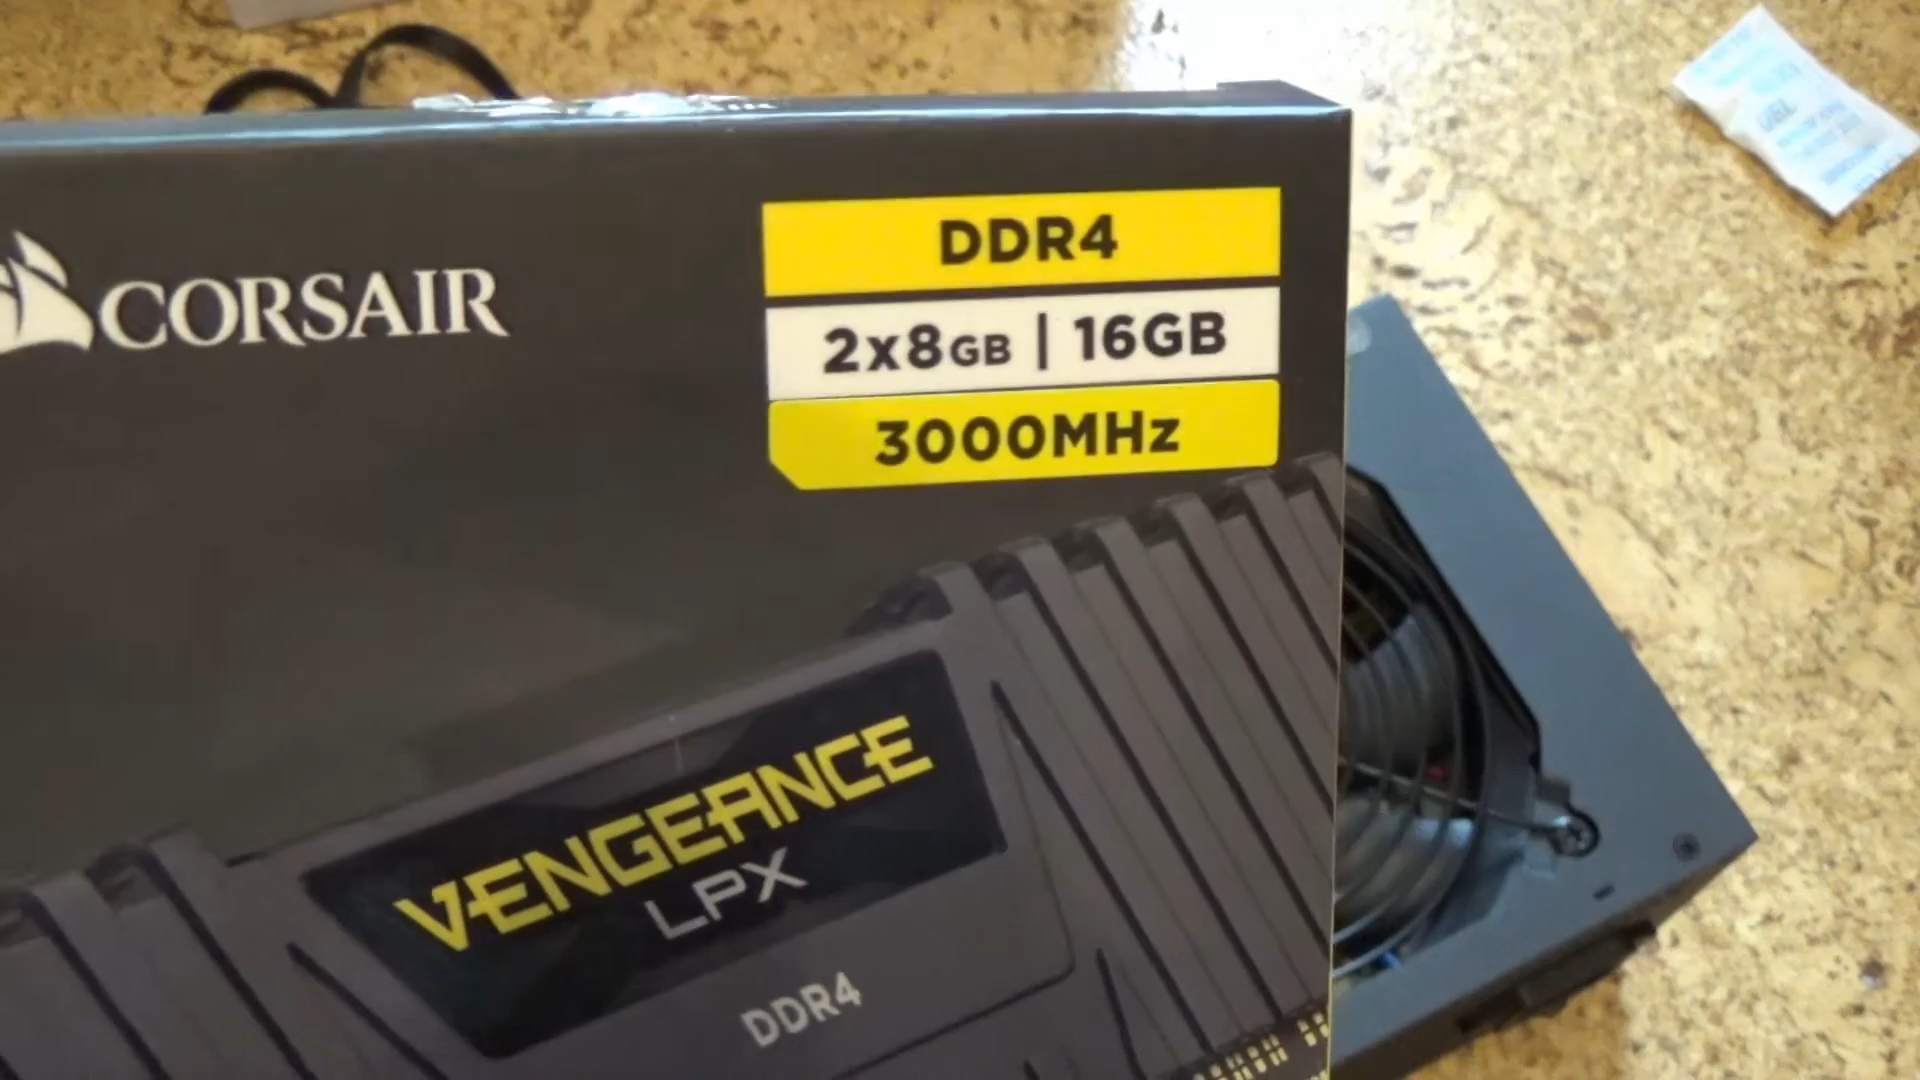 CORSAIR
DDR4
2x8GB | 16GB
3000MHz
VENGEANCE
LPX
DDR4